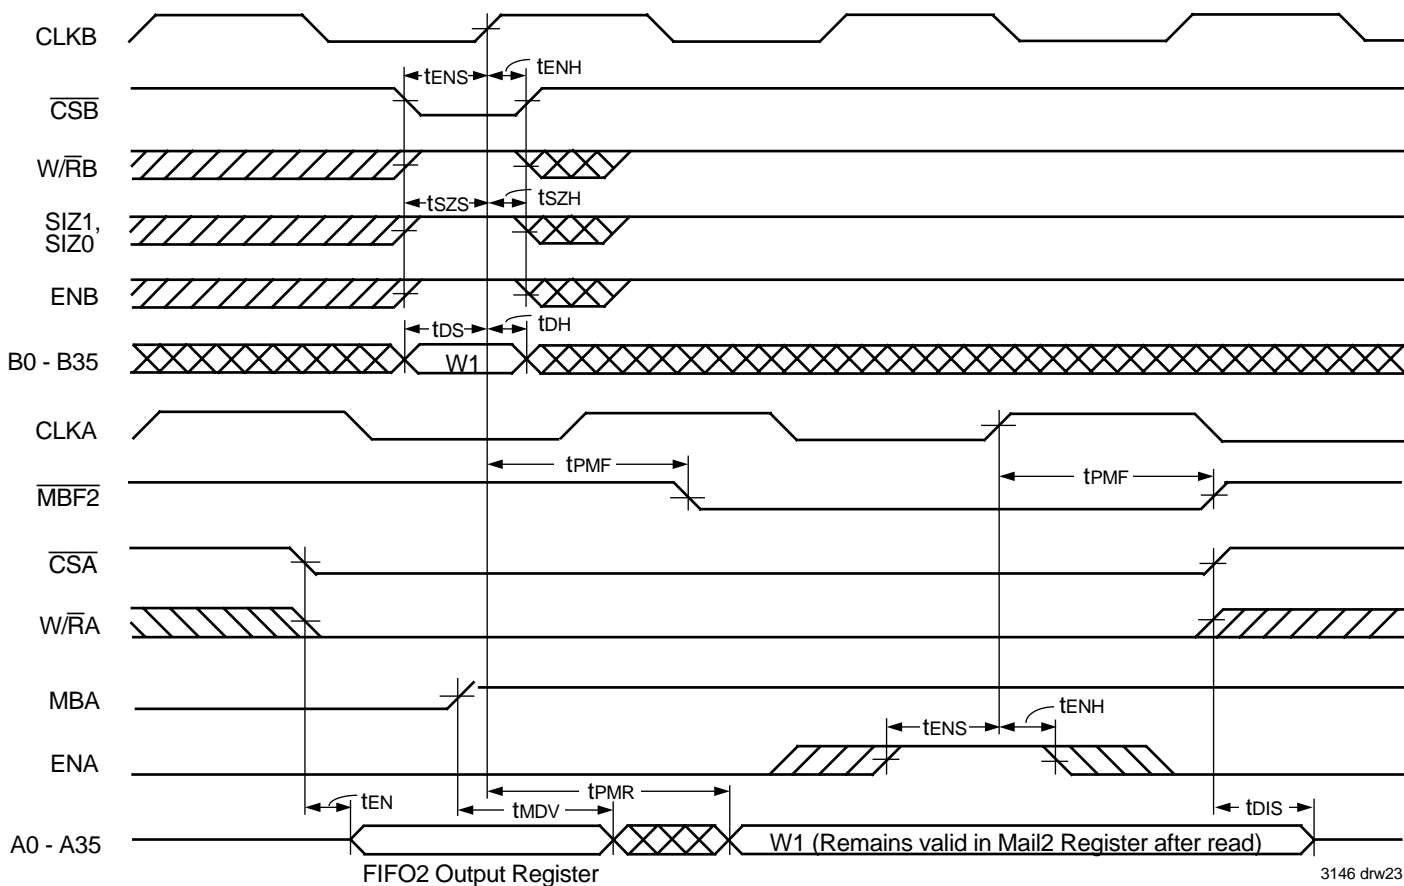 CLKB
tENS
tENH
CSB
W/RB
tSZS
tSZH
SIZ1,
SIZ0
ENB
tDS
tDH
B0 - B35
W1
CLKA
tPMF
tPMF
MBF2
CSA
W/RA
MBA
tENS
tENH
ENA
tEN
tPMR
tMDV
tDIS
A0 - A35
W1 (Remains valid in Mail2 Register after read)
FIFO2 Output Register
3146 drw23